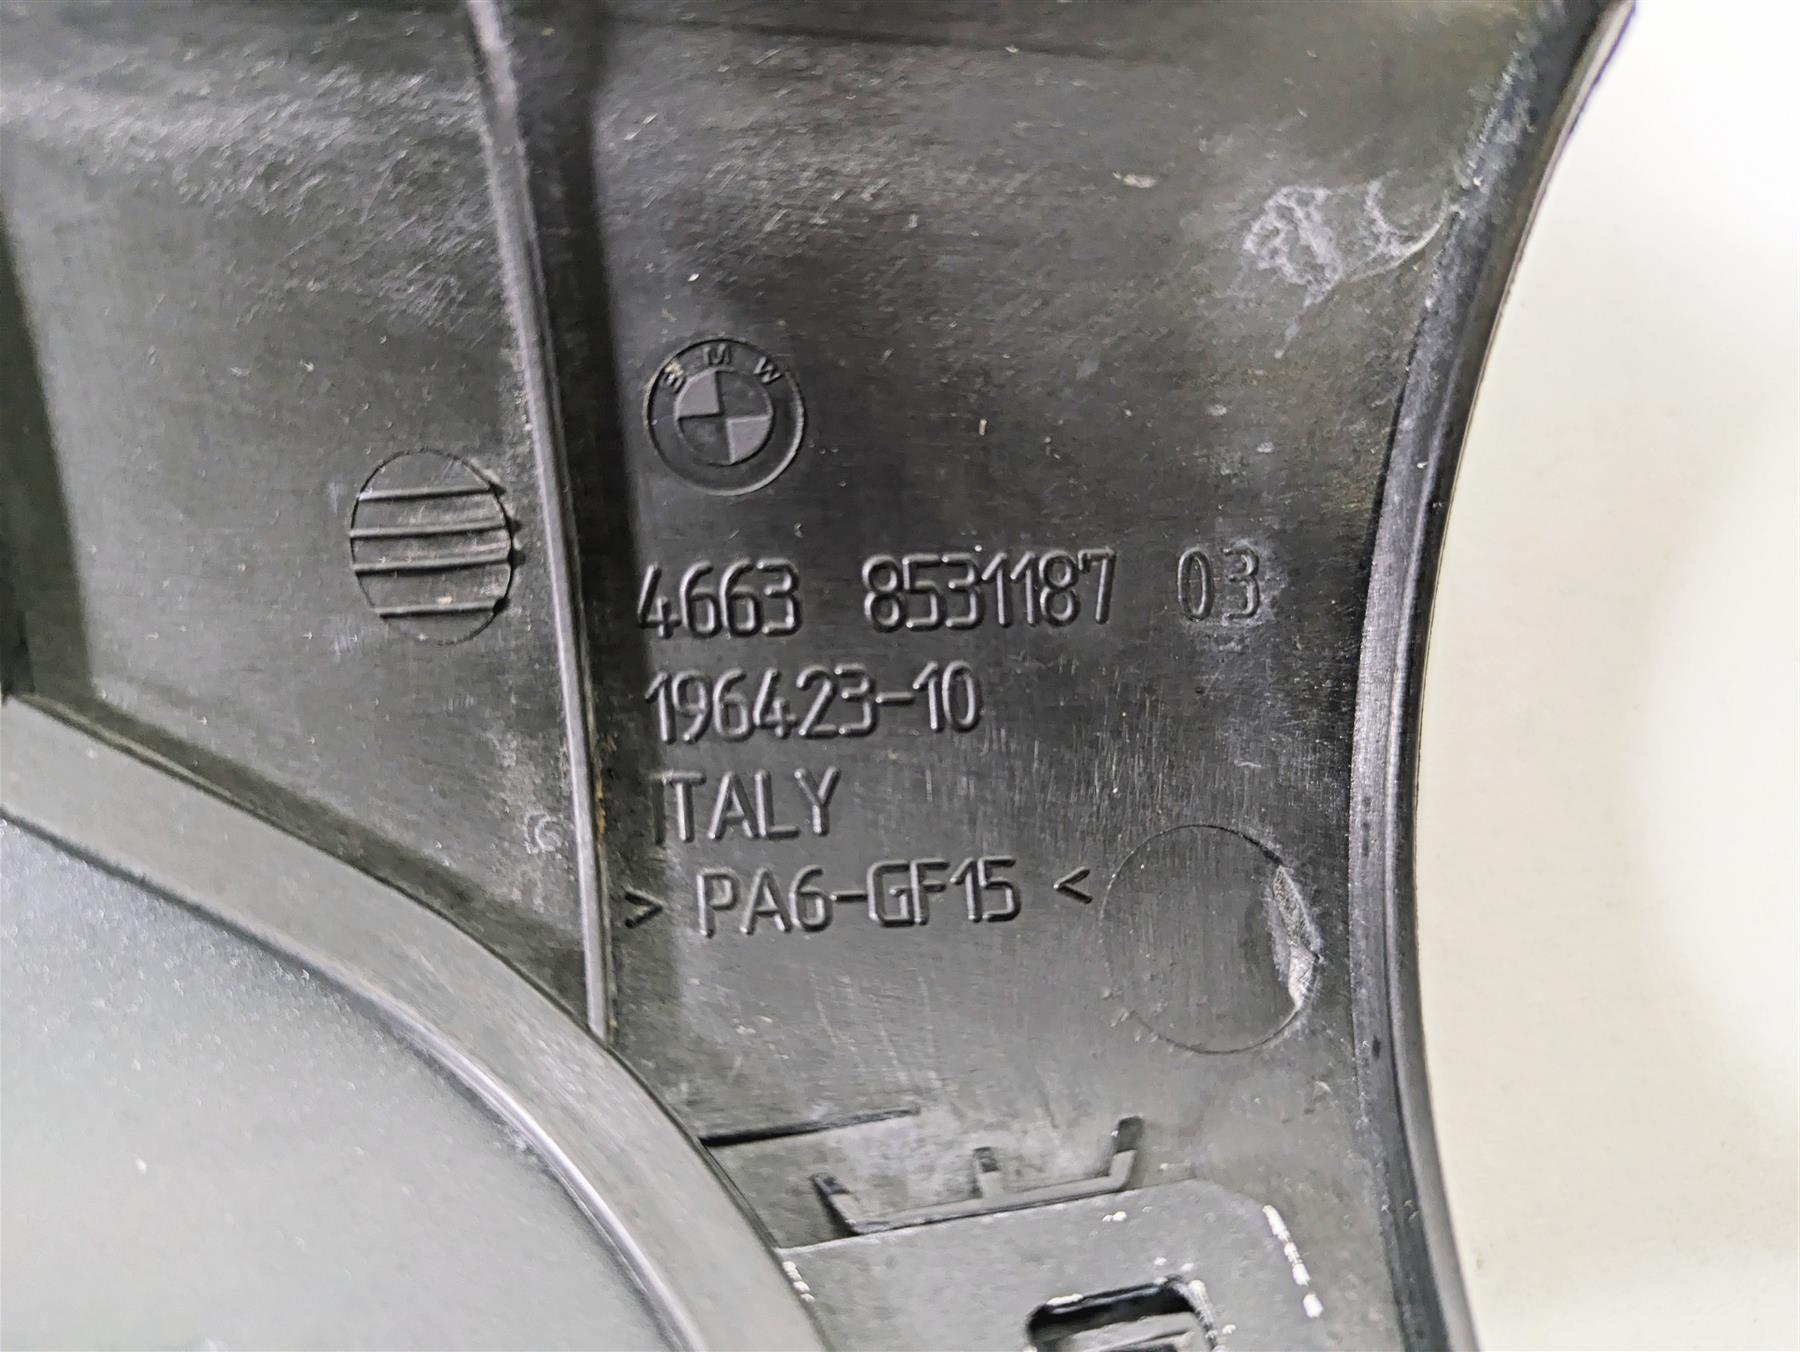 BMW
4663 8531187 03
196423-10
ITALY
> PA6-GF15 <